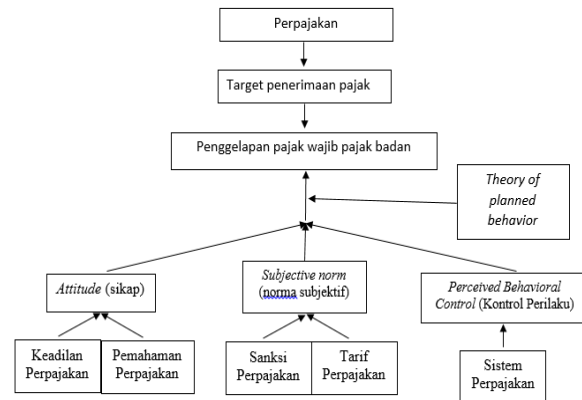 Perpajakan
Target penerimaan pajak
Penggelapan pajak wajib pajak badan
Theory of
planned
behavior
Attitude (sikap)
Subjective norm
(norma subjektif)
Perceived Behavioral
Control (Kontrol Perilaku)
Keadilan
Perpajakan
Pemahaman
Perpajakan
Sanksi
Perpajakan
Tarif
Perpajakan
Sistem
Perpajakan